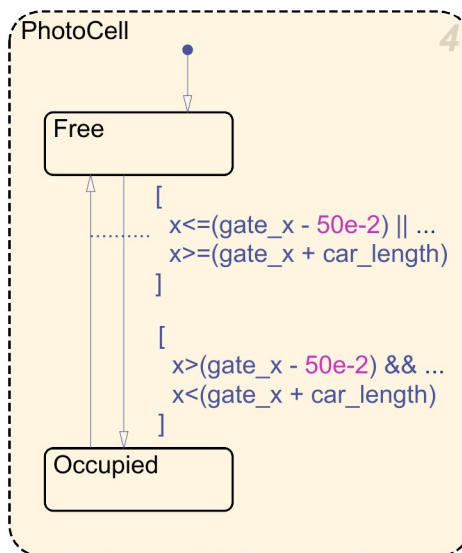 PhotoCell
4
Free
[
x<=(gate_x - 50e-2) || ...
x>=(gate_x + car_length)
]
[
x>(gate_x - 50e-2) && ...
x<(gate_x + car_length)
]
Occupied